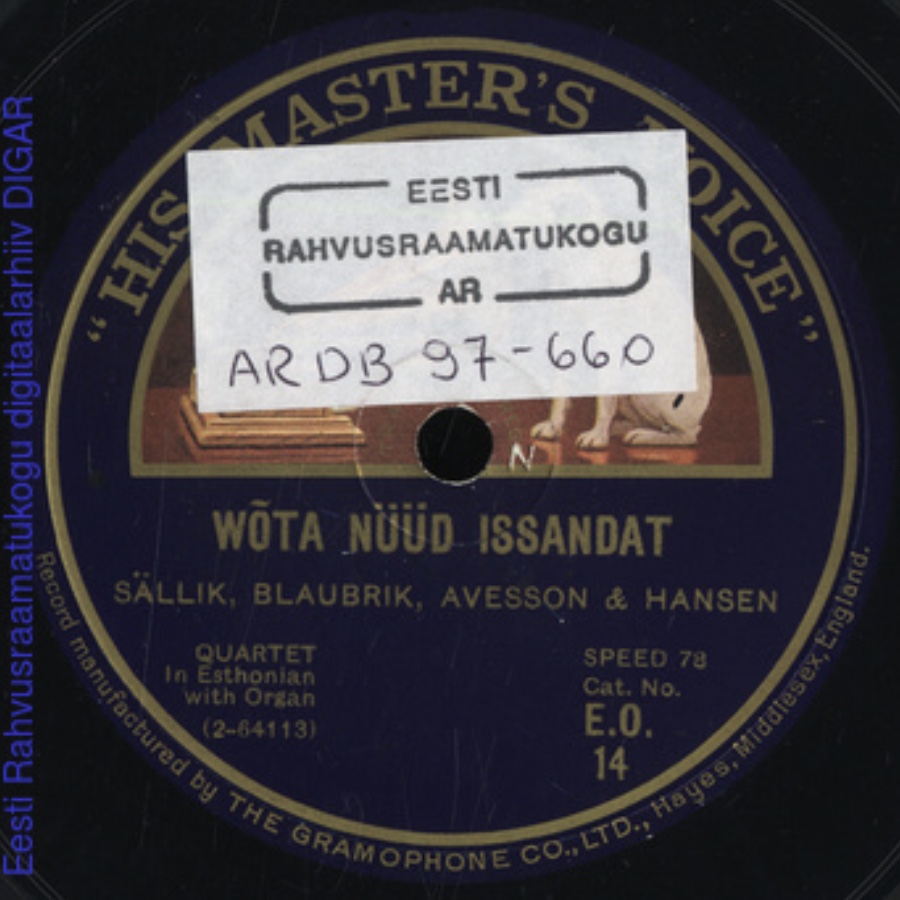 "HIS MASTER'S VOICE"
EESTI
RAHVUSRAAMATUKOGU
AR
ARDB 97-660
N
WÕTA NÜÜD ISSANDAT
SÄLLIK, BLAUBRIK, AVESSON & HANSEN
QUARTET
In Esthonian
with Organ
(2-64113)
SPEED 78
Cat. No.
E.O.
14
Record manufactured by THE GRAMOPHONE CO., LTD., Hayes, Middlesex, England.
Eesti Rahvusraamatukogu digitaalarhiiv DIGAR